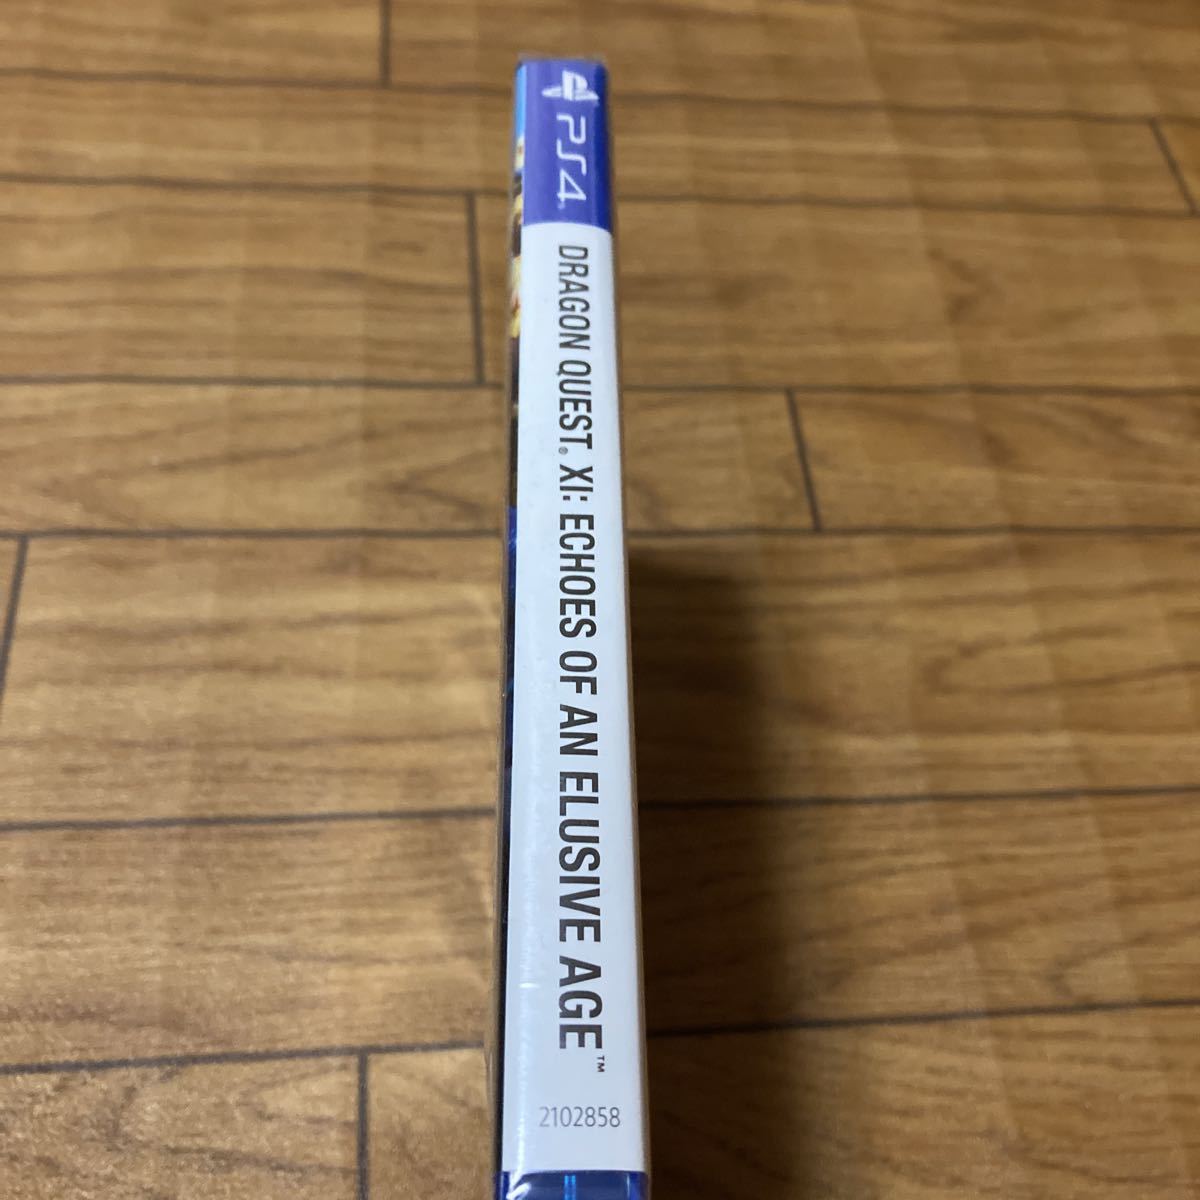 PS4®
DRAGON QUEST® XI: ECHOES OF AN ELUSIVE AGE™
2102858